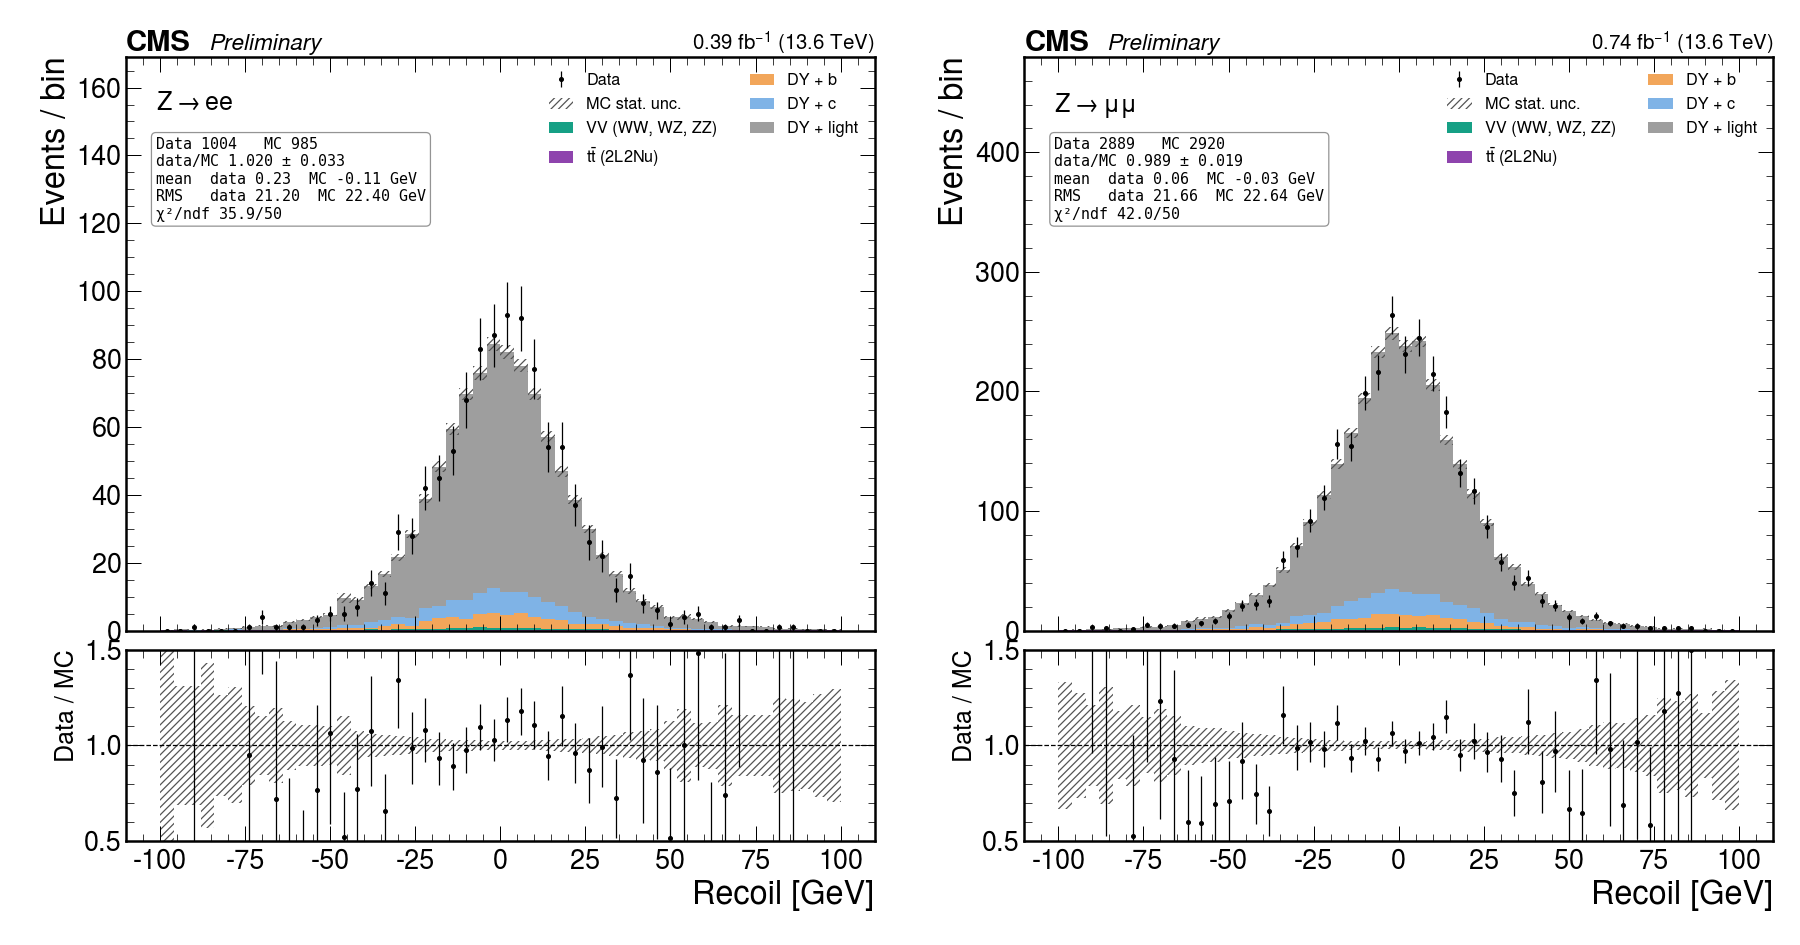 CMS Preliminary 0.39 fb⁻¹ (13.6 TeV)
Events / bin
Z → ee
Data
MC stat. unc.
VV (WW, WZ, ZZ)
tt̄ (2L2Nu)
DY + b
DY + c
DY + light
Data 1004 MC 985
data/MC 1.020 ± 0.033
mean data 0.23 MC -0.11 GeV
RMS data 21.20 MC 22.40 GeV
χ²/ndf 35.9/50
160
140
120
100
80
60
40
20
0
Data / MC
1.5
1.0
0.5
-100 -75 -50 -25 0 25 50 75 100
Recoil [GeV]
CMS Preliminary 0.74 fb⁻¹ (13.6 TeV)
Events / bin
Z → μμ
Data
MC stat. unc.
VV (WW, WZ, ZZ)
tt̄ (2L2Nu)
DY + b
DY + c
DY + light
Data 2889 MC 2920
data/MC 0.989 ± 0.019
mean data 0.06 MC -0.03 GeV
RMS data 21.66 MC 22.64 GeV
χ²/ndf 42.0/50
400
300
200
100
0
Data / MC
1.5
1.0
0.5
-100 -75 -50 -25 0 25 50 75 100
Recoil [GeV]